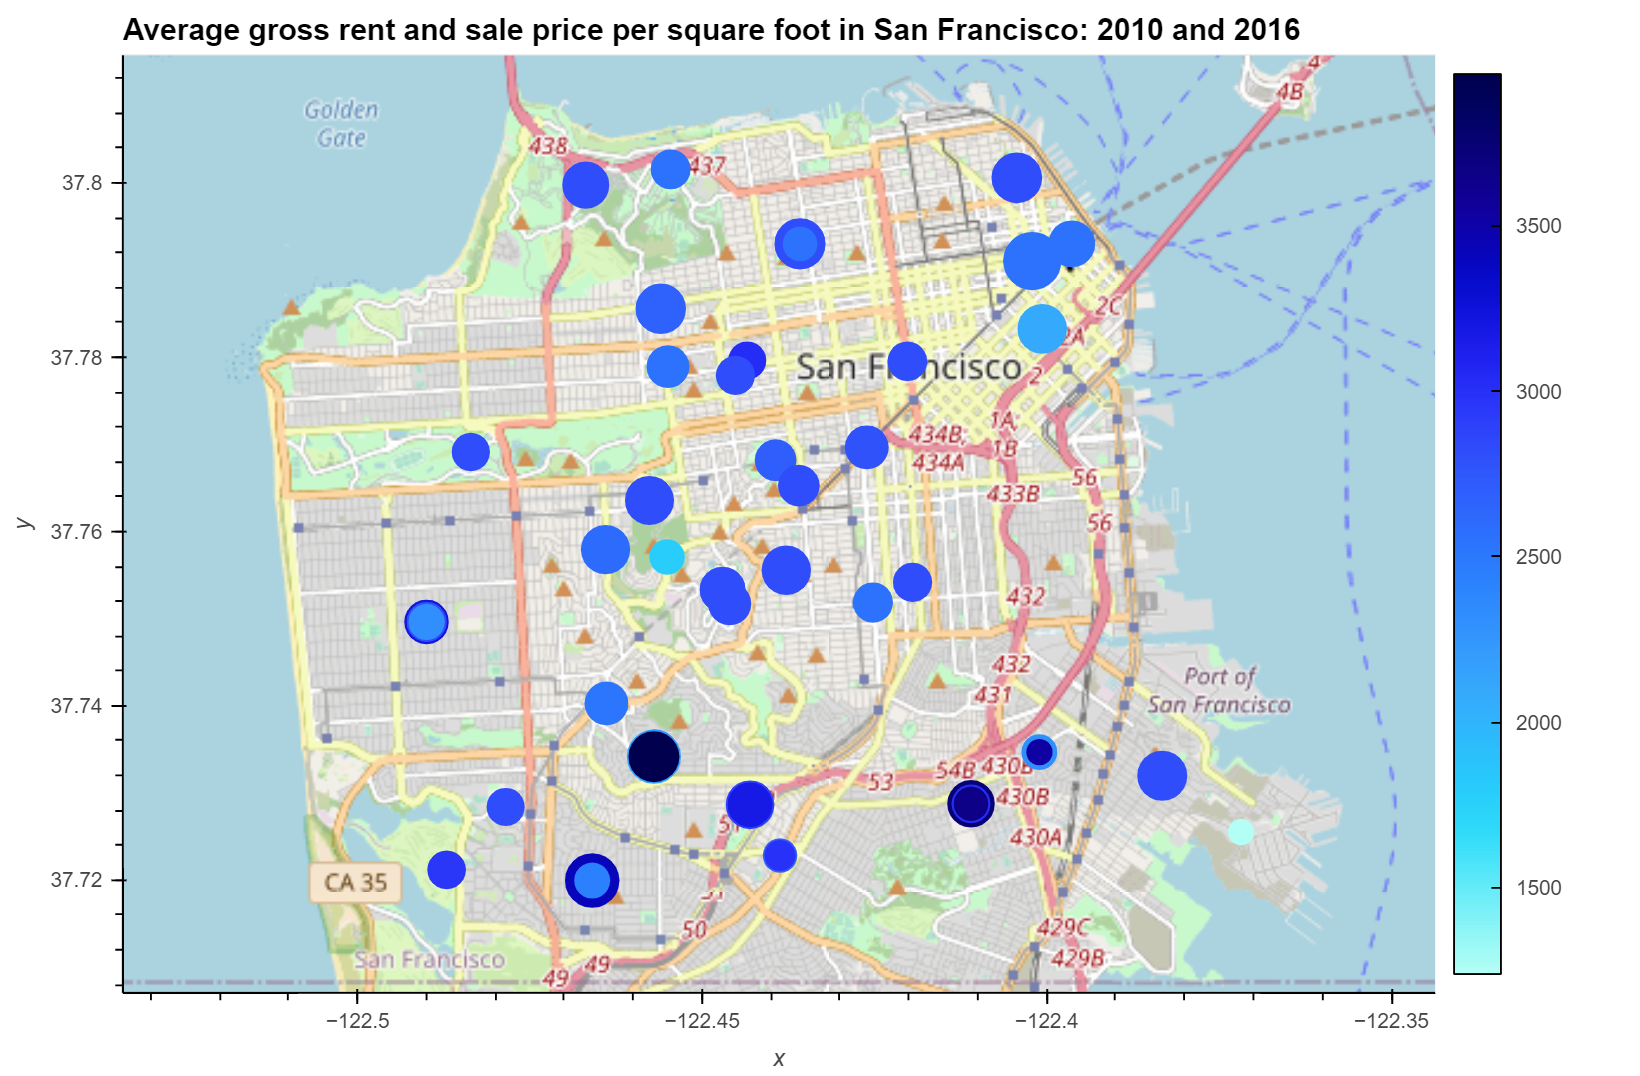 Average gross rent and sale price per square foot in San Francisco: 2010 and 2016
Golden
Gate
438
437
4
4B
2C
2A
2
San Francisco
1A,
1B
434B,
434A
433B
56
56
432
432
431
Port of
San Francisco
53
54B
430B
430B
430A
CA 35
50
49
49
429C
429B
San Francisco
37.8
37.78
37.76
37.74
37.72
y
−122.5
−122.45
−122.4
−122.35
x
3500
3000
2500
2000
1500